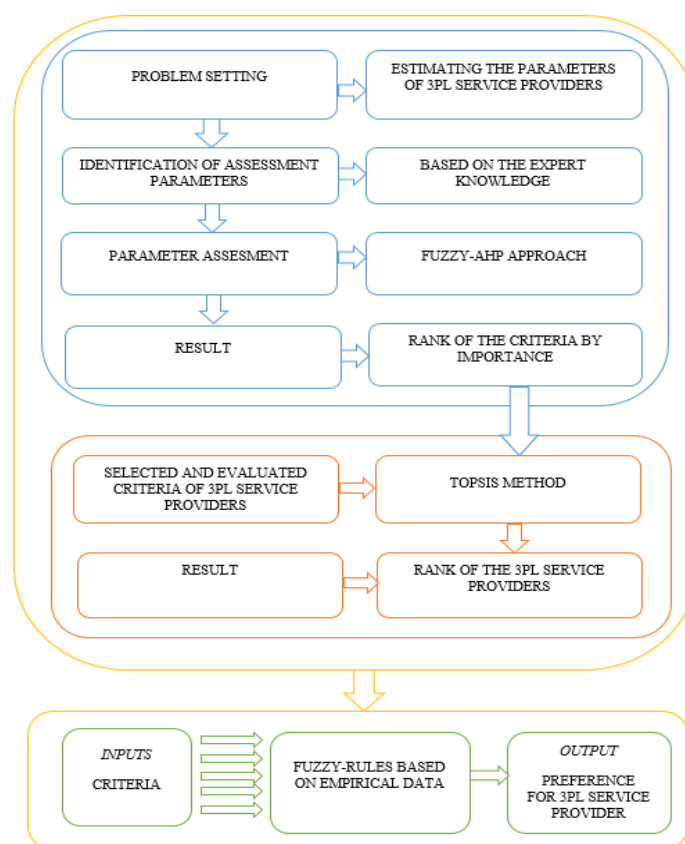 PROBLEM SETTING
ESTIMATING THE PARAMETERS
OF 3PL SERVICE PROVIDERS
IDENTIFICATION OF ASSESSMENT
PARAMETERS
BASED ON THE EXPERT
KNOWLEDGE
PARAMETER ASSESMENT
FUZZY-AHP APPROACH
RESULT
RANK OF THE CRITERIA BY
IMPORTANCE
SELECTED AND EVALUATED
CRITERIA OF 3PL SERVICE
PROVIDERS
TOPSIS METHOD
RESULT
RANK OF THE 3PL SERVICE
PROVIDERS
INPUTS
CRITERIA
FUZZY-RULES BASED
ON EMPIRICAL DATA
OUTPUT
PREFERENCE
FOR 3PL SERVICE
PROVIDER